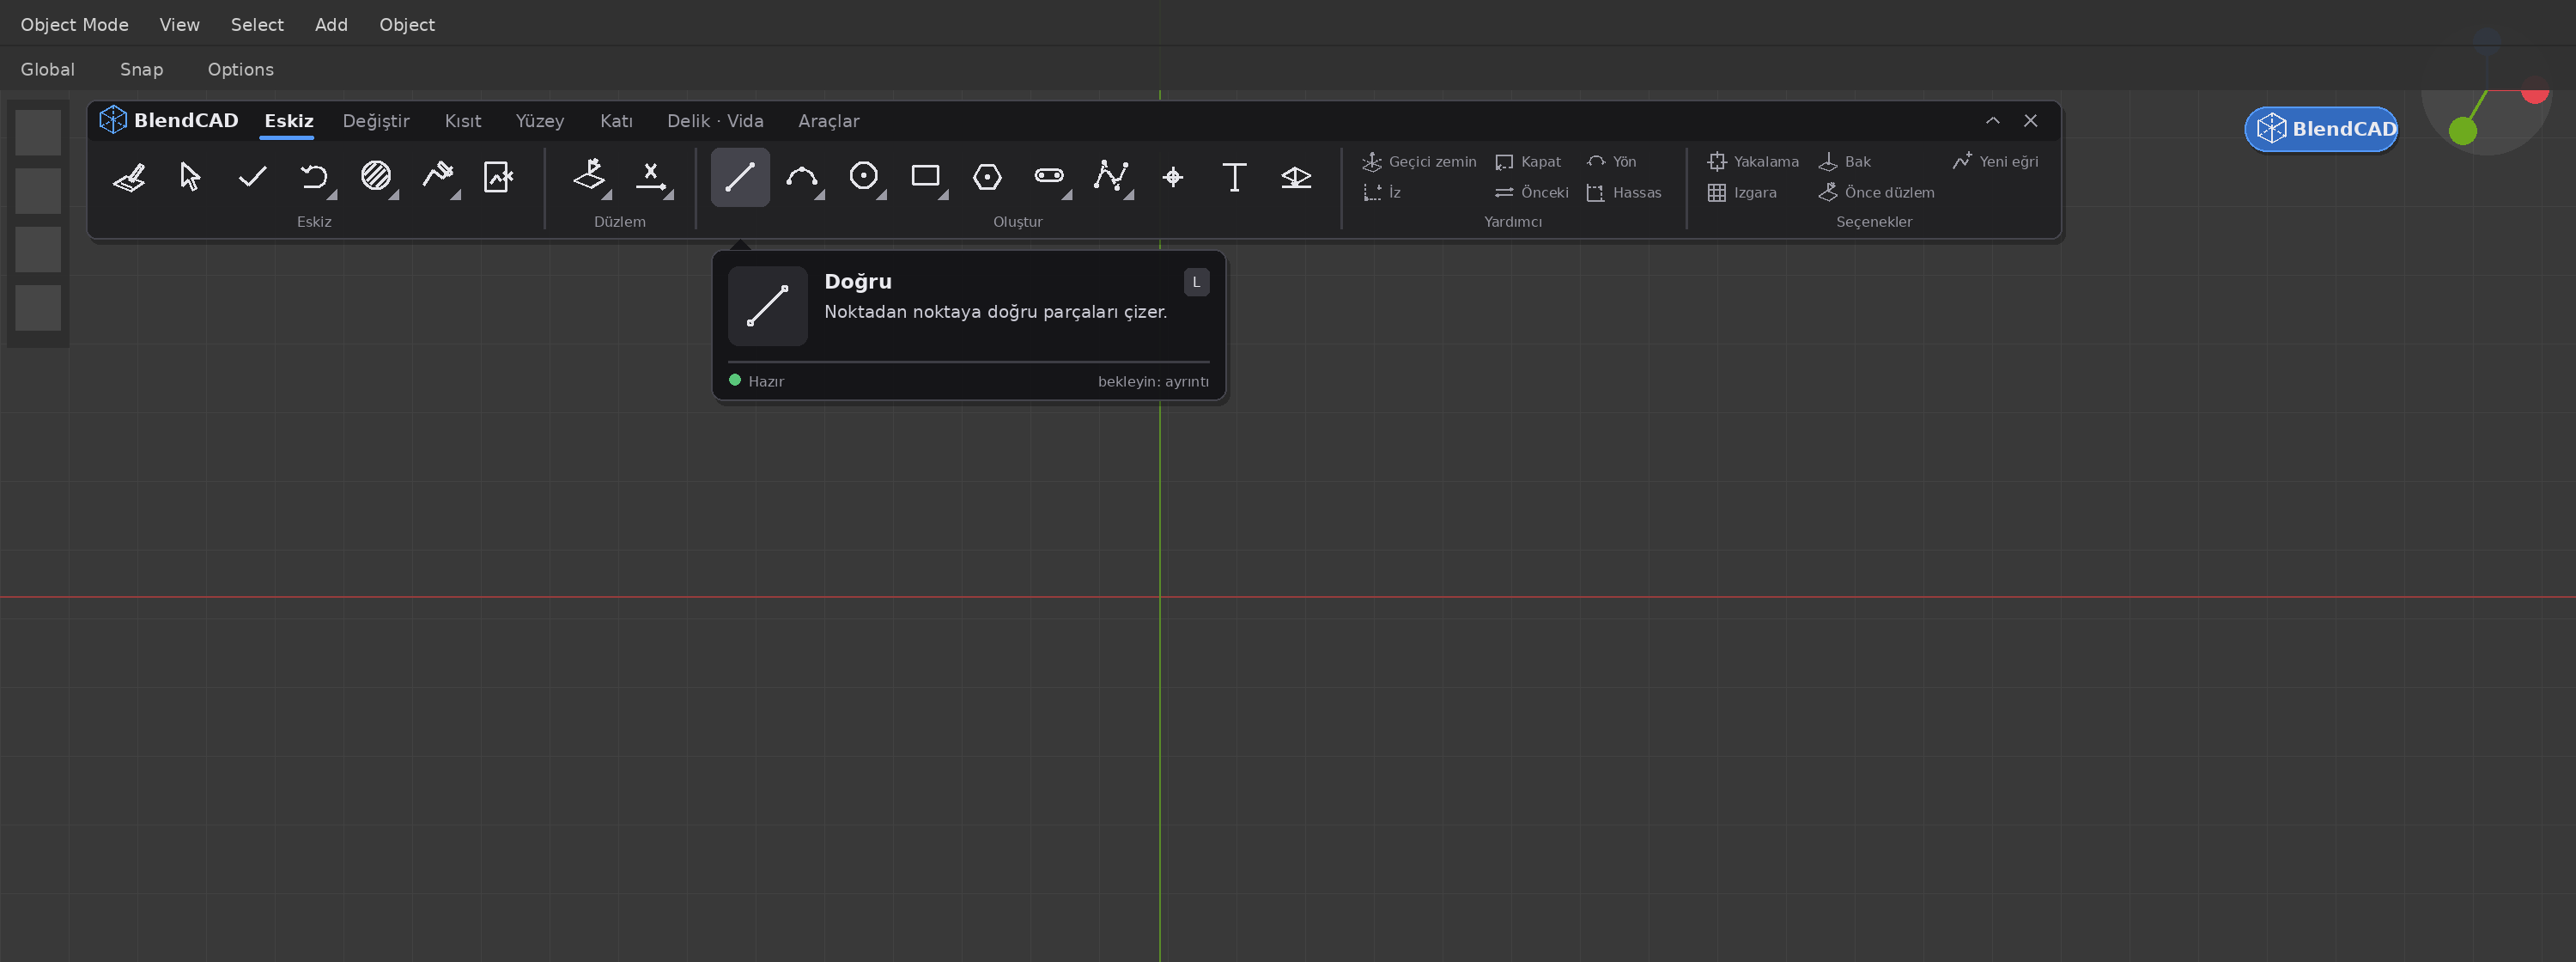 Object Mode View Select Add Object
Global Snap Options
BlendCAD Eskiz Değiştir Kısıt Yüzey Katı Delik · Vida Araçlar
BlendCAD
Geçici zemin Kapat Yön Yakalama Bak Yeni eğri
İz Önceki Hassas Izgara Önce düzlem
Eskiz Düzlem Oluştur Yardımcı Seçenekler
Doğru L
Noktadan noktaya doğru parçaları çizer.
Hazır bekleyin: ayrıntı